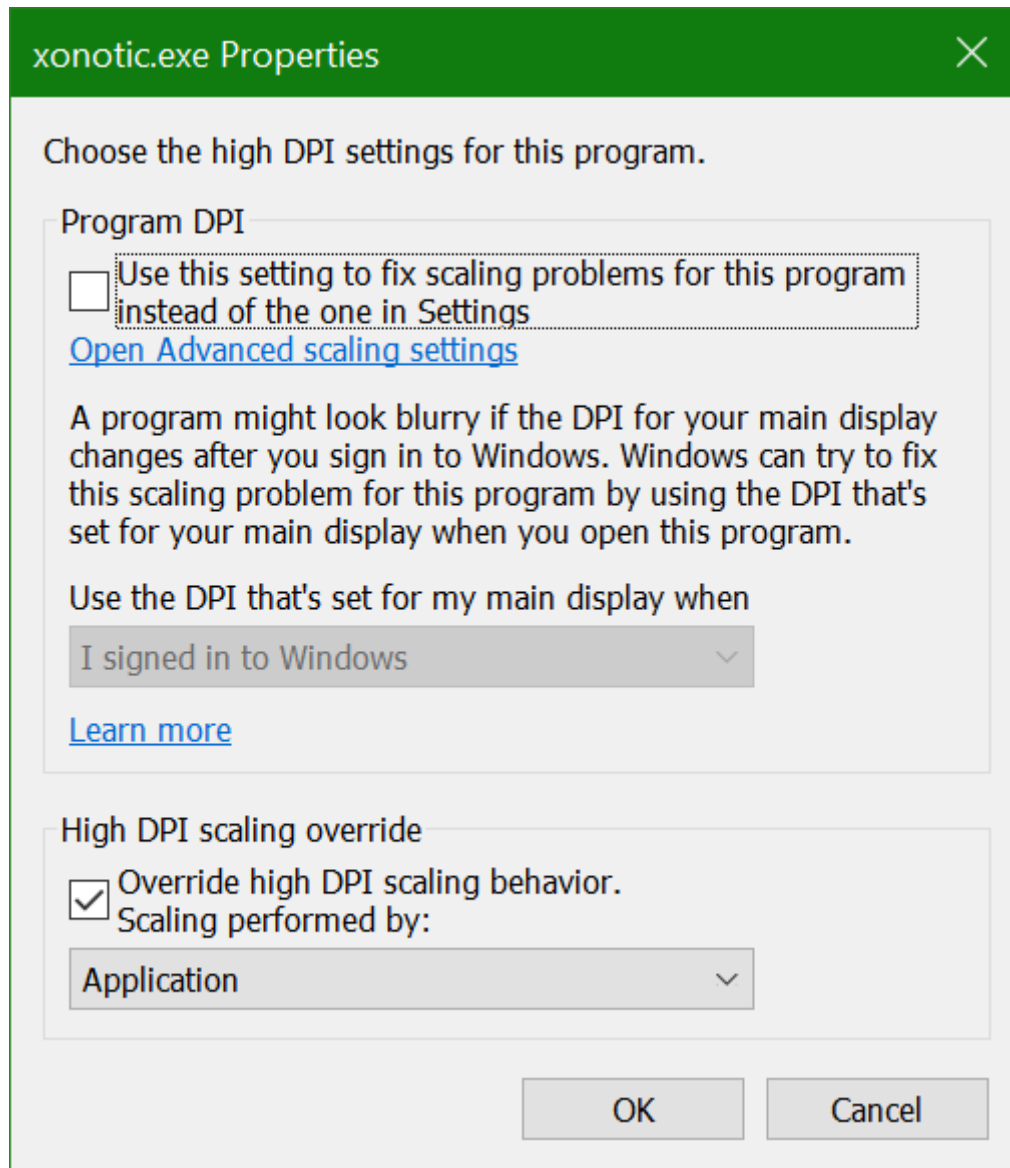 xonotic.exe Properties
Choose the high DPI settings for this program.
Program DPI
Use this setting to fix scaling problems for this program
instead of the one in Settings
Open Advanced scaling settings
A program might look blurry if the DPI for your main display
changes after you sign in to Windows. Windows can try to fix
this scaling problem for this program by using the DPI that's
set for your main display when you open this program.
Use the DPI that's set for my main display when
I signed in to Windows
Learn more
High DPI scaling override
Override high DPI scaling behavior.
Scaling performed by:
Application
OK
Cancel